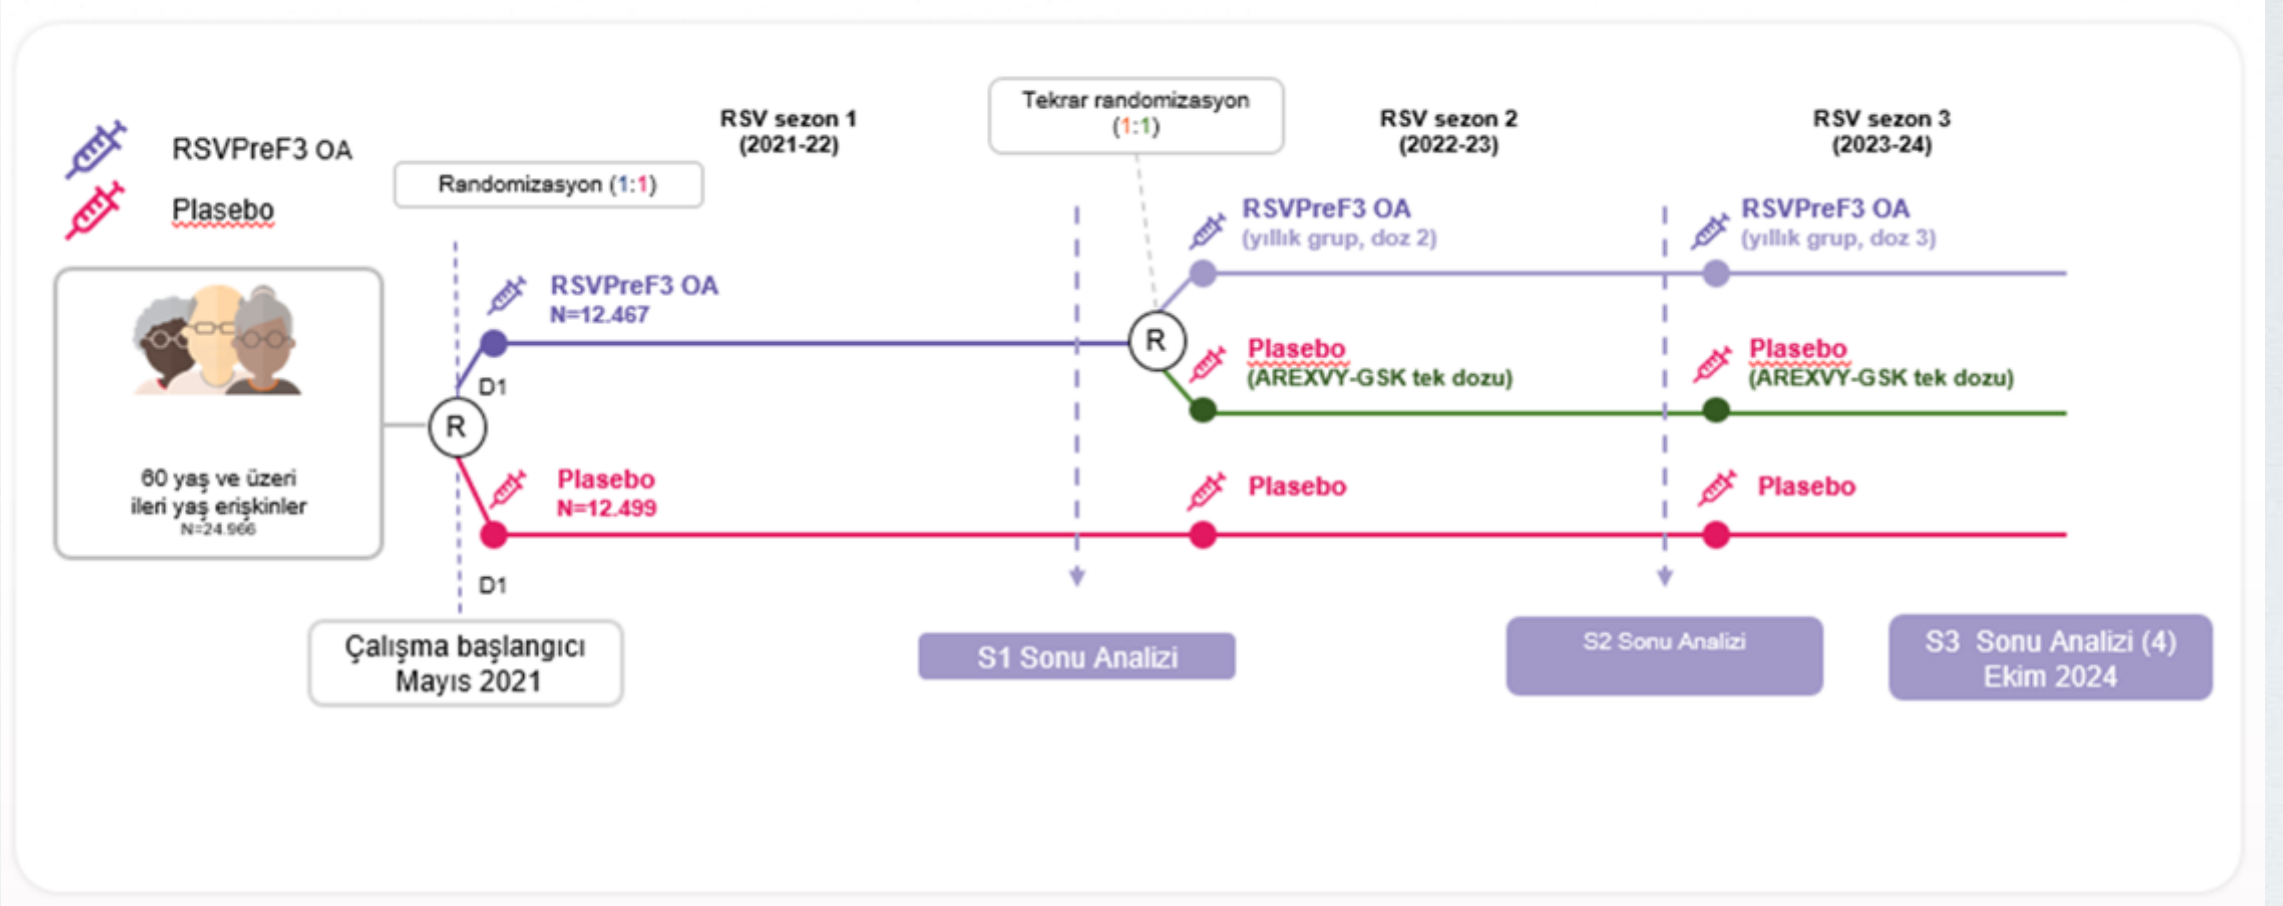 RSVPreF3 OA
Plasebo
60 yaş ve üzeri
ileri yaş erişkinler
N=24.966
Randomizasyon (1:1)
R
D1
D1
Çalışma başlangıcı
Mayıs 2021
RSV sezon 1
(2021-22)
RSVPreF3 OA
N=12.467
Plasebo
N=12.499
S1 Sonu Analizi
Tekrar randomizasyon
(1:1)
R
RSV sezon 2
(2022-23)
RSVPreF3 OA
(yıllık grup, doz 2)
Plasebo
(AREXVY-GSK tek dozu)
Plasebo
S2 Sonu Analizi
RSV sezon 3
(2023-24)
RSVPreF3 OA
(yıllık grup, doz 3)
Plasebo
(AREXVY-GSK tek dozu)
Plasebo
S3 Sonu Analizi (4)
Ekim 2024